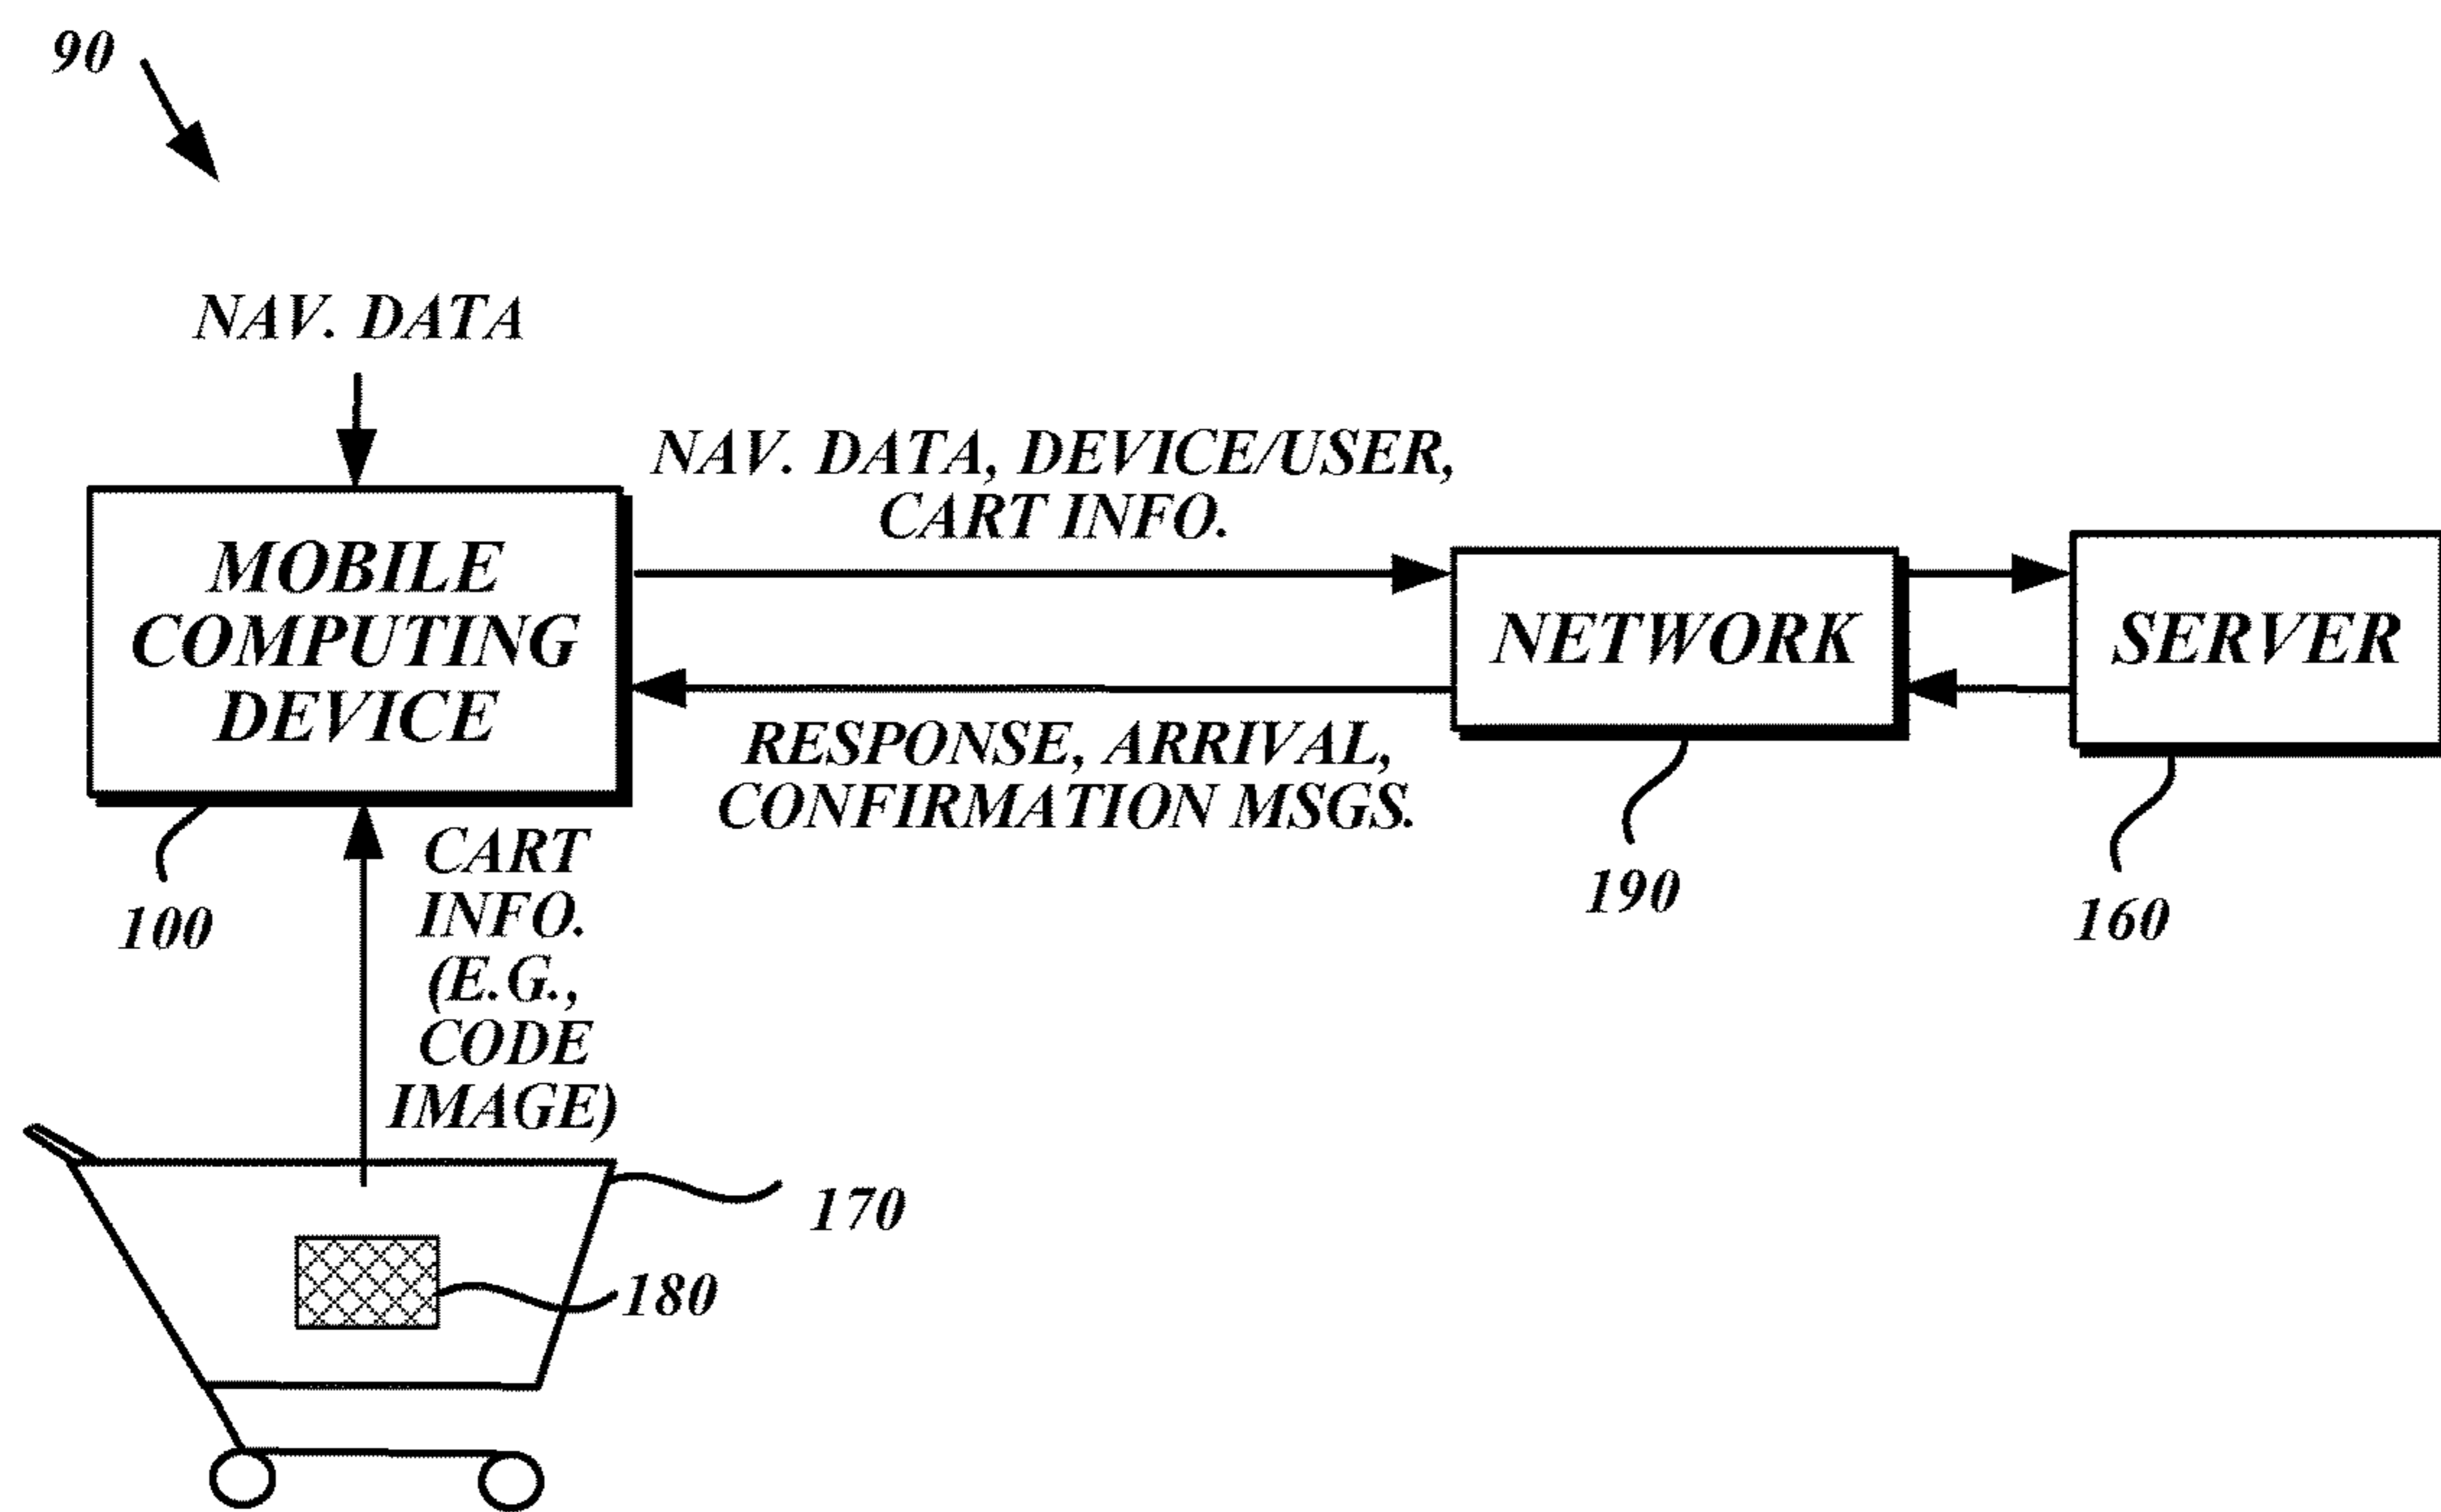 90
NAV. DATA
NAV. DATA, DEVICE/USER,
CART INFO.
MOBILE
COMPUTING
DEVICE
NETWORK
SERVER
RESPONSE, ARRIVAL,
CONFIRMATION MSGS.
100
190
160
CART
INFO.
(E.G.,
CODE
IMAGE)
170
180